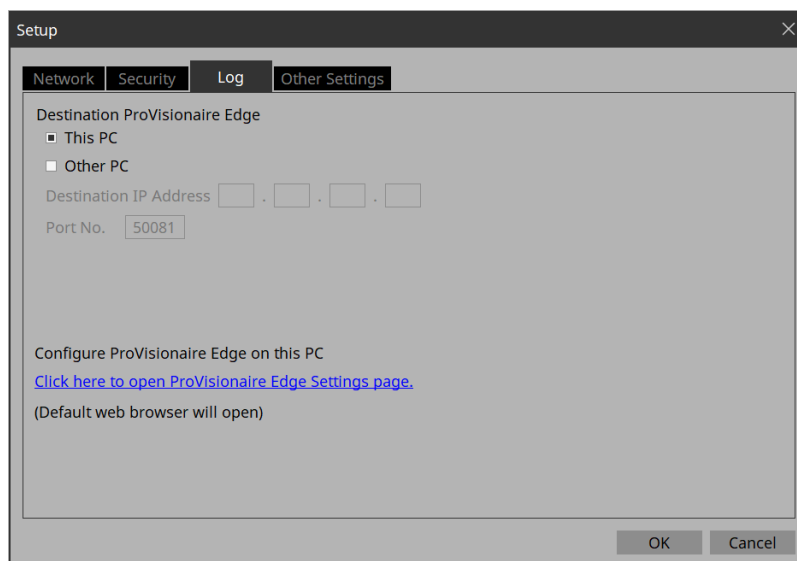 Setup
Network Security Log Other Settings
Destination ProVisionaire Edge
This PC
Other PC
Destination IP Address . . .
Port No. 50081
Configure ProVisionaire Edge on this PC
Click here to open ProVisionaire Edge Settings page.
(Default web browser will open)
OK Cancel